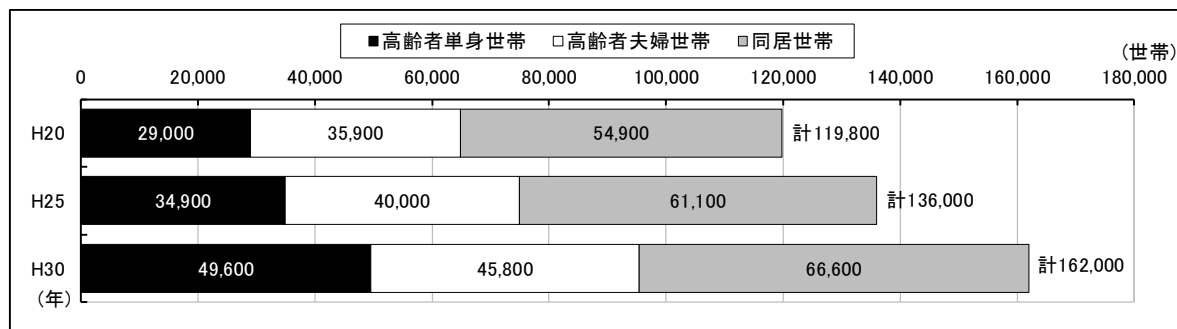 ■高齢者単身世帯 □高齢者夫婦世帯 ■同居世帯
(世帯)
0 20,000 40,000 60,000 80,000 100,000 120,000 140,000 160,000 180,000
H20 29,000 35,900 54,900 計119,800
H25 34,900 40,000 61,100 計136,000
H30 49,600 45,800 66,600 計162,000
(年)